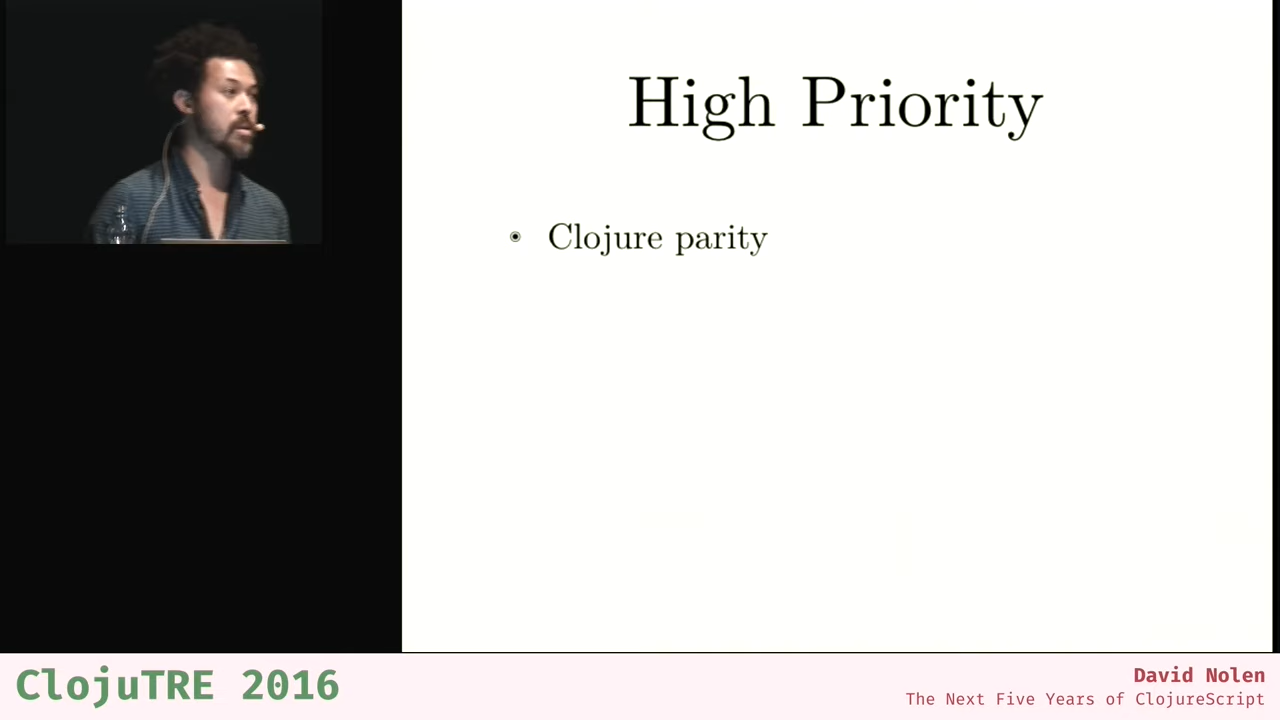 High Priority
Clojure parity
ClojuTRE 2016
David Nolen
The Next Five Years of ClojureScript